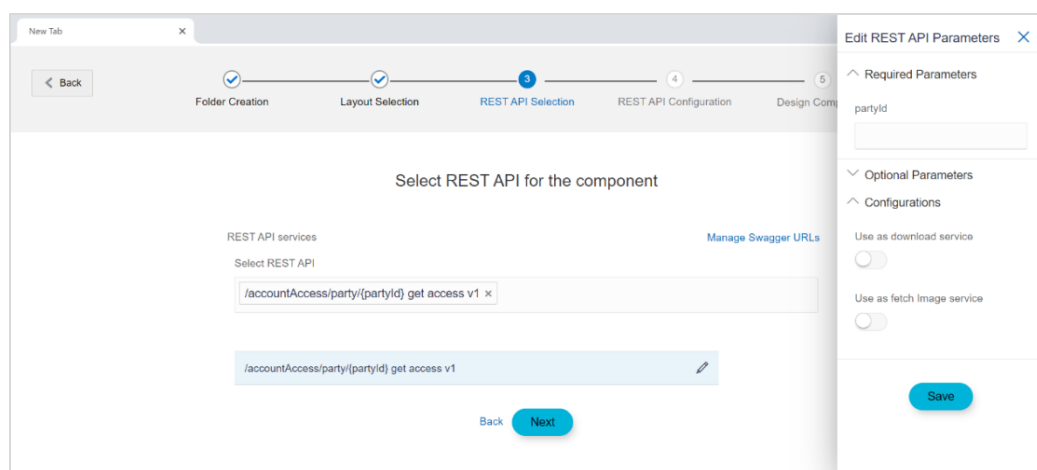 New Tab ×
Back
3
4
5
Folder Creation
Layout Selection
REST API Selection
REST API Configuration
Design Com
Select REST API for the component
REST API services
Manage Swagger URLs
Select REST API
/accountAccess/party/{partyId} get access v1 ×
/accountAccess/party/{partyId} get access v1
Back
Next
Edit REST API Parameters
Required Parameters
partyId
Optional Parameters
Configurations
Use as download service
Use as fetch Image service
Save